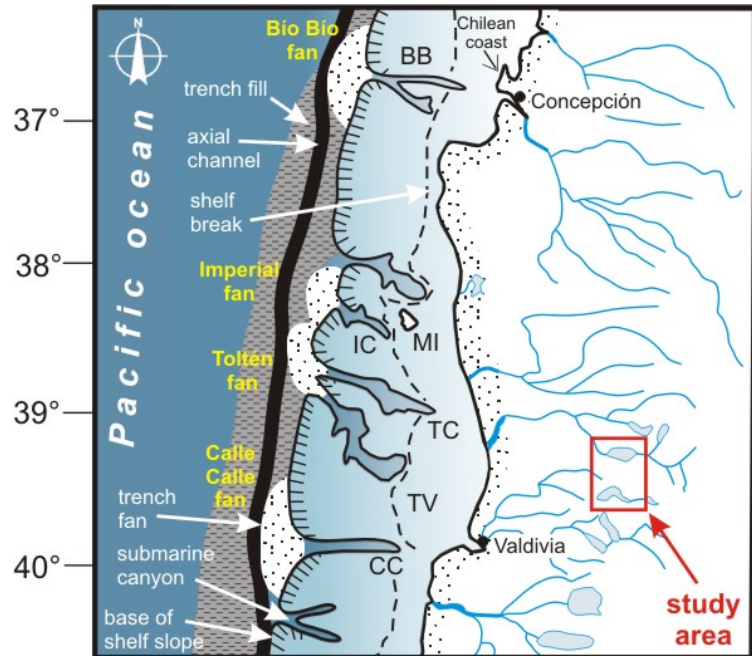 Bío Bío
fan
BB
Chilean
coast
N
trench fill
Concepción
37°
axial
channel
shelf
break
38°
Imperial
fan
IC
MI
Toltén
fan
39°
TC
Pacific ocean
Calle
Calle
fan
TV
trench
fan
Valdivia
submarine
canyon
40°
CC
study
area
base of
shelf slope